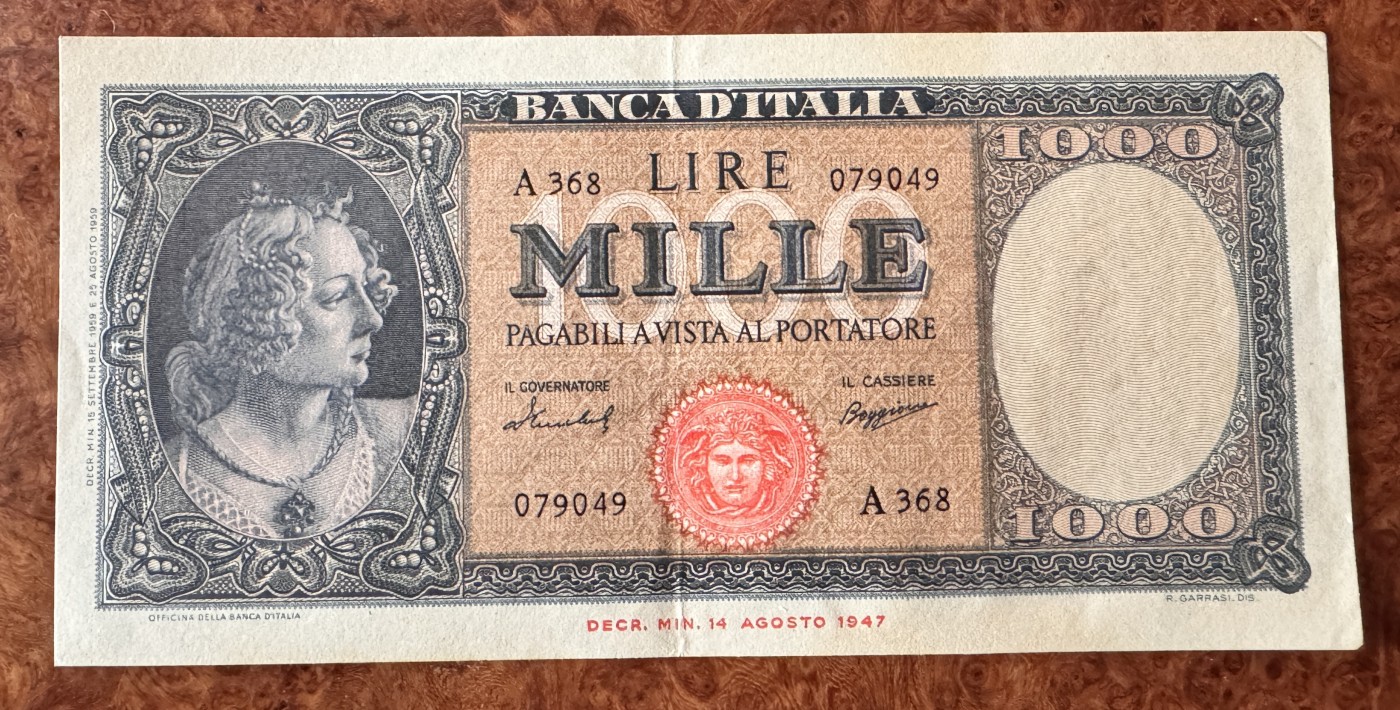 BANCA D'ITALIA
1000
A 368 LIRE 079049
1000
MILLE
PAGABILI A VISTA AL PORTATORE
IL GOVERNATORE
IL CASSIERE
079049
A 368
1000
DECR. MIN. 15 SETTEMBRE 1959 E 25 AGOSTO 1959
OFFICINA DELLA BANCA D'ITALIA
DECR. MIN. 14 AGOSTO 1947
R. GARRASI. DIS.